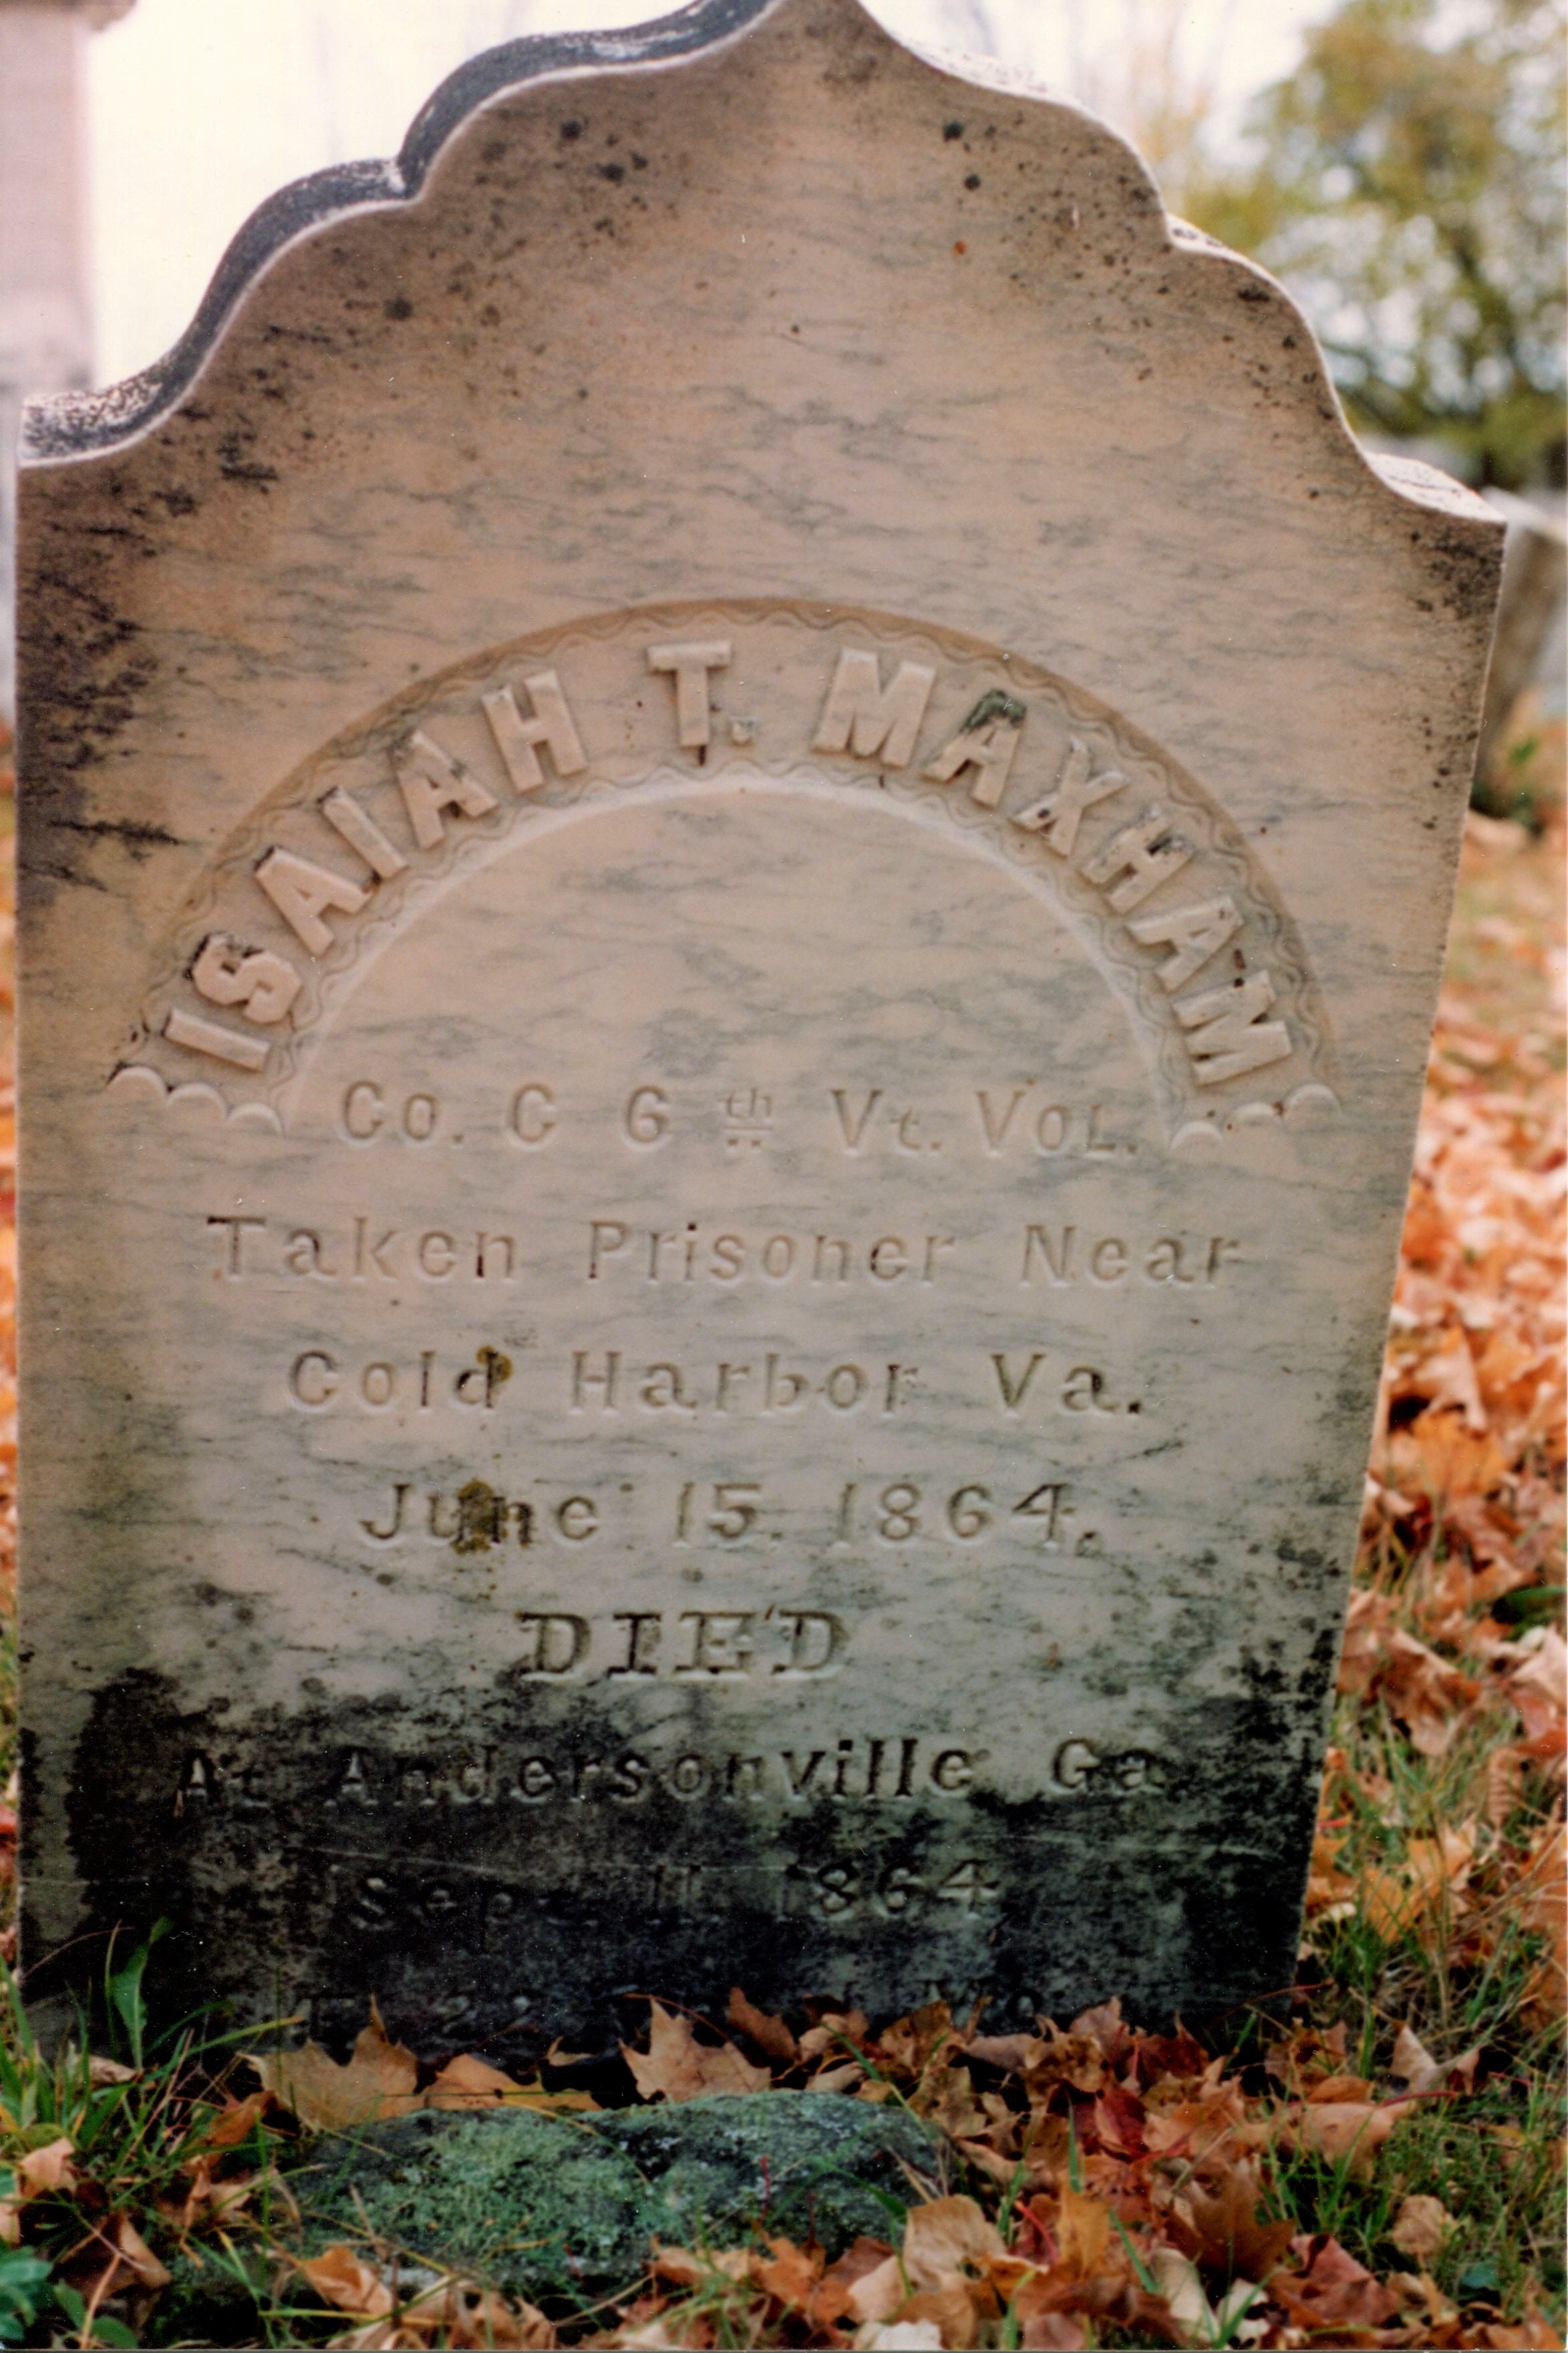 ISAIAH T. MAXHAM
Co. C 6th Vt. VOL.
Taken Prisoner Near
Cold Harbor Va.
June 15, 1864.
DIED
At Andersonville Ga
Sept. 11, 1864